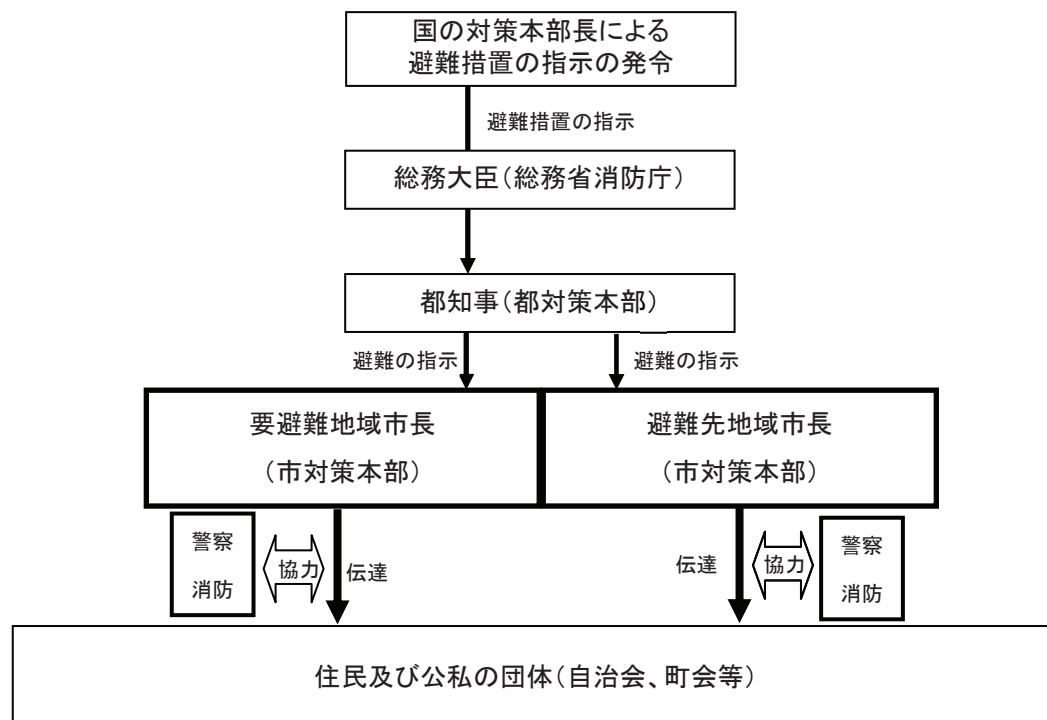 国の対策本部長による
避難措置の指示の発令
避難措置の指示
総務大臣(総務省消防庁)
都知事(都対策本部)
避難の指示
避難の指示
要避難地域市長
(市対策本部)
避難先地域市長
(市対策本部)
警察
消防
協力
伝達
伝達
協力
警察
消防
住民及び公私の団体(自治会、町会等)